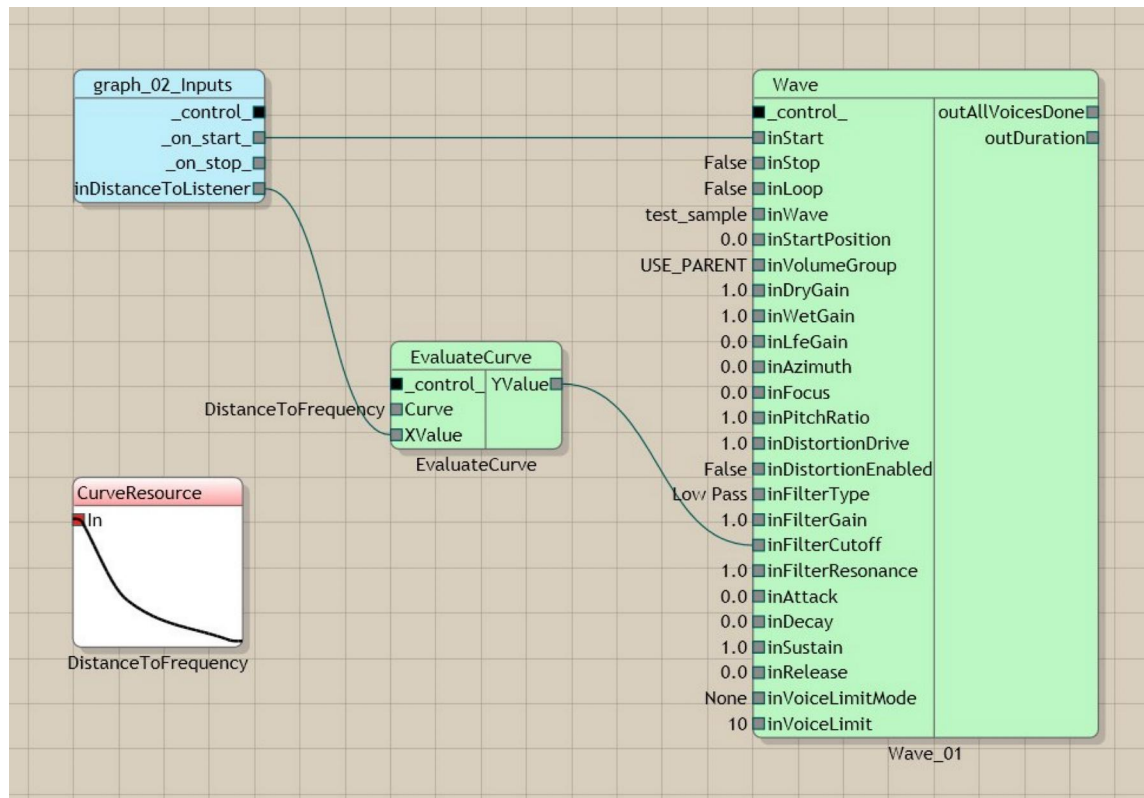 graph_02_Inputs
_control_
_on_start_
_on_stop_
inDistanceToListener
EvaluateCurve
_control_ YValue
DistanceToFrequency Curve
XValue
EvaluateCurve
CurveResource
In
DistanceToFrequency
Wave
_control_ outAllVoicesDone
inStart outDuration
False inStop
False inLoop
test_sample inWave
0.0 inStartPosition
USE_PARENT inVolumeGroup
1.0 inDryGain
1.0 inWetGain
0.0 inLfeGain
0.0 inAzimuth
0.0 inFocus
1.0 inPitchRatio
1.0 inDistortionDrive
False inDistortionEnabled
Low Pass inFilterType
1.0 inFilterGain
inFilterCutoff
1.0 inFilterResonance
0.0 inAttack
0.0 inDecay
1.0 inSustain
0.0 inRelease
None inVoiceLimitMode
10 inVoiceLimit
Wave_01